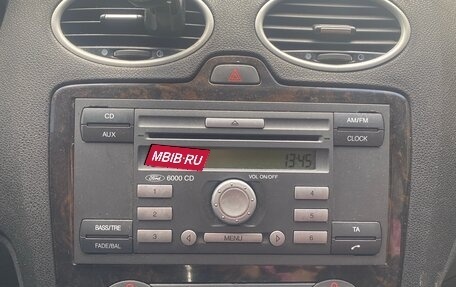 CD
AM/FM
AUX
CLOCK
MBIB.RU
13:45
Ford 6000 CD
VOL ON/OFF
1
4
2
5
BASS/TRE
TA
3
MENU
6
FADE/BAL